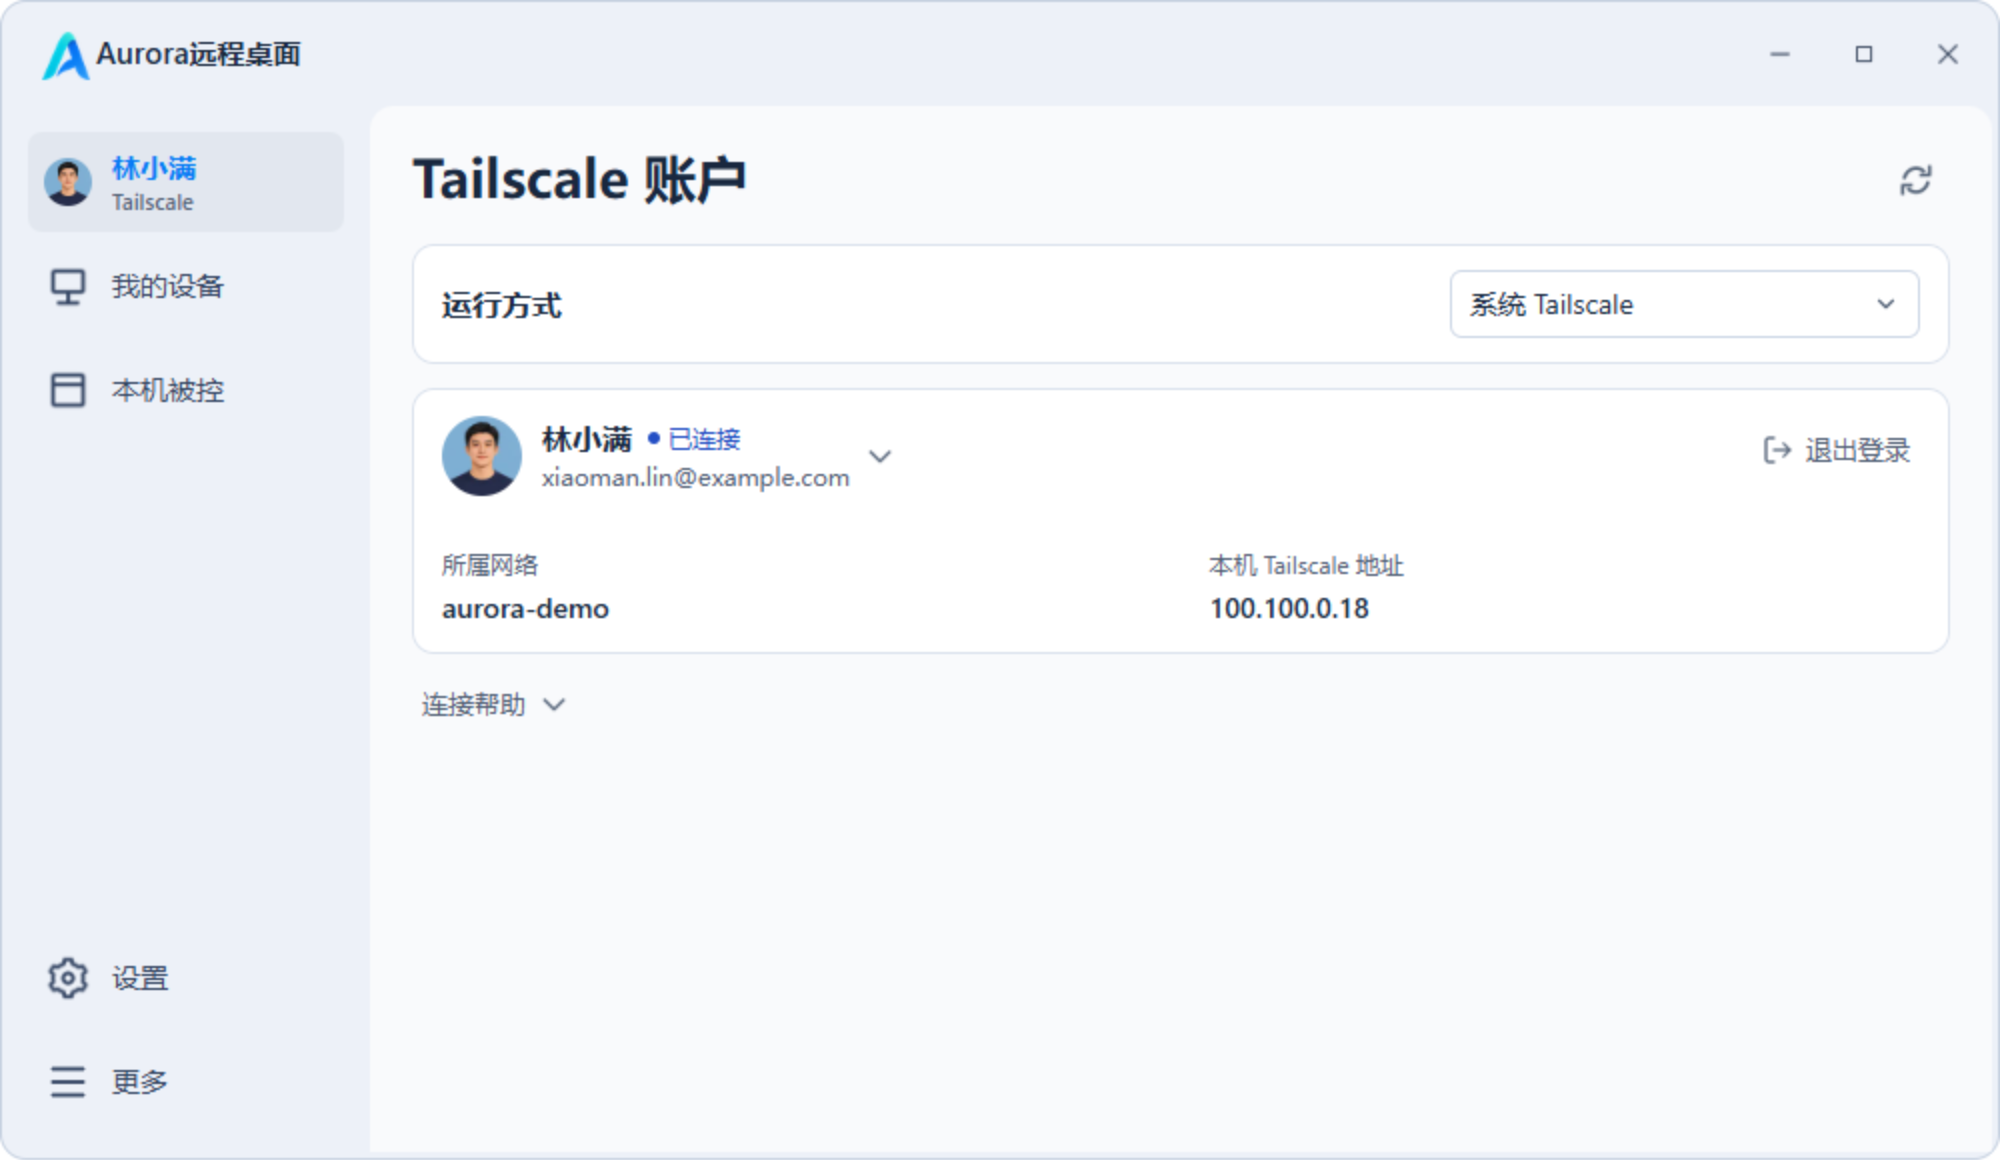 Aurora远程桌面
林小满
Tailscale
我的设备
本机被控
设置
更多
Tailscale 账户
运行方式
系统 Tailscale
林小满 已连接
xiaoman.lin@example.com
退出登录
所属网络
aurora-demo
本机 Tailscale 地址
100.100.0.18
连接帮助